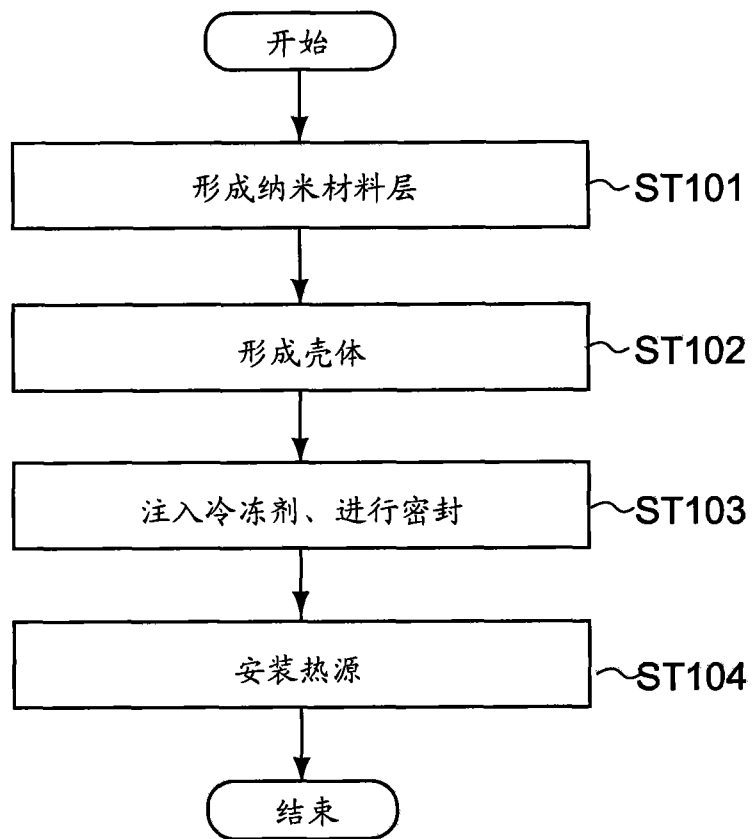 开始
形成纳米材料层
ST101
形成壳体
ST102
注入冷冻剂、进行密封
ST103
安装热源
ST104
结束